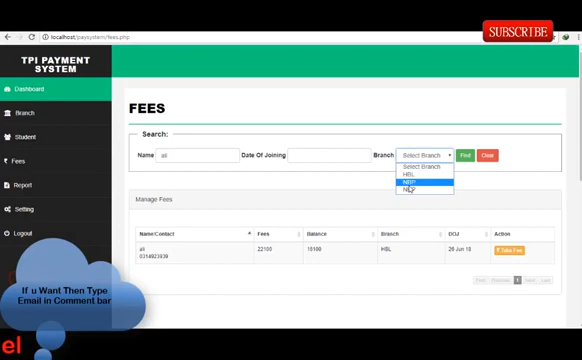 localhost/paysystem/fees.php
SUBSCRIBE
TPI PAYMENT
SYSTEM
Dashboard
Branch
Student
Fees
Report
Setting
Logout
FEES
Search:
Name ali Date Of Joining Branch Select Branch Find Clear
Select Branch
HBL
NBP
Manage Fees
Name/Contact Fees Balance Branch DOJ Action
ali 22100 16100 HBL 26 Jun 18 Take Fee
0314923939
First Previous 1 Next Last
If u Want Then Type
Email in Comment bar
el